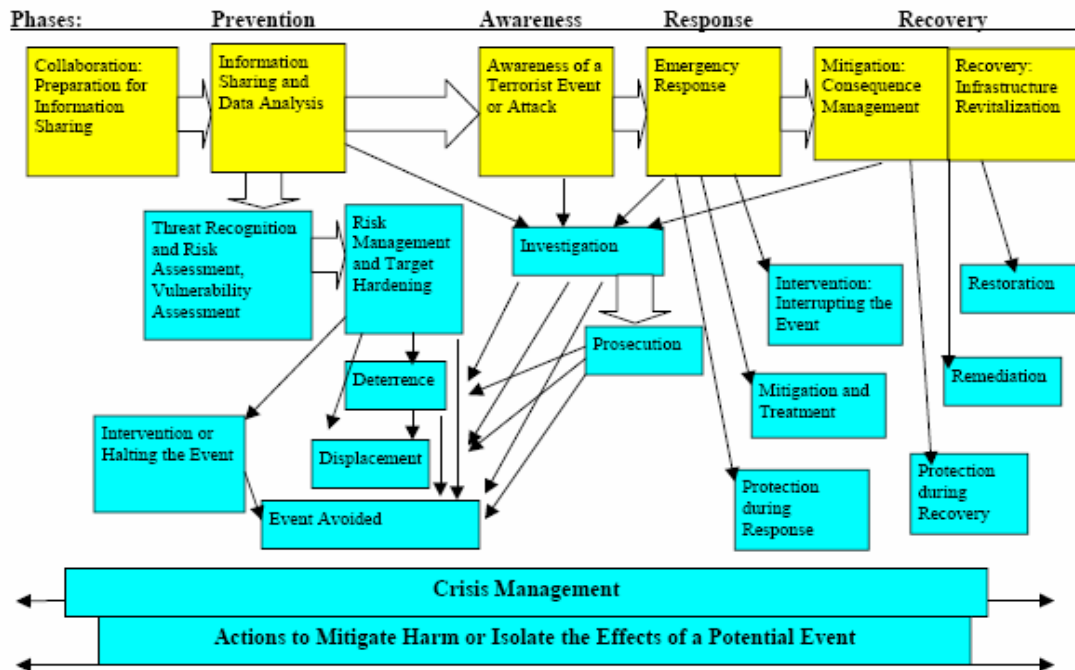 Phases: Prevention Awareness Response Recovery
Collaboration:
Preparation for
Information
Sharing
Information
Sharing and
Data Analysis
Awareness of a
Terrorist Event
or Attack
Emergency
Response
Mitigation:
Consequence
Management
Recovery:
Infrastructure
Revitalization
Threat Recognition
and Risk
Assessment,
Vulnerability
Assessment
Risk
Management
and Target
Hardening
Investigation
Intervention:
Interrupting the
Event
Restoration
Prosecution
Deterrence
Mitigation and
Treatment
Remediation
Intervention or
Halting the Event
Displacement
Protection
during
Response
Protection
during
Recovery
Event Avoided
Crisis Management
Actions to Mitigate Harm or Isolate the Effects of a Potential Event